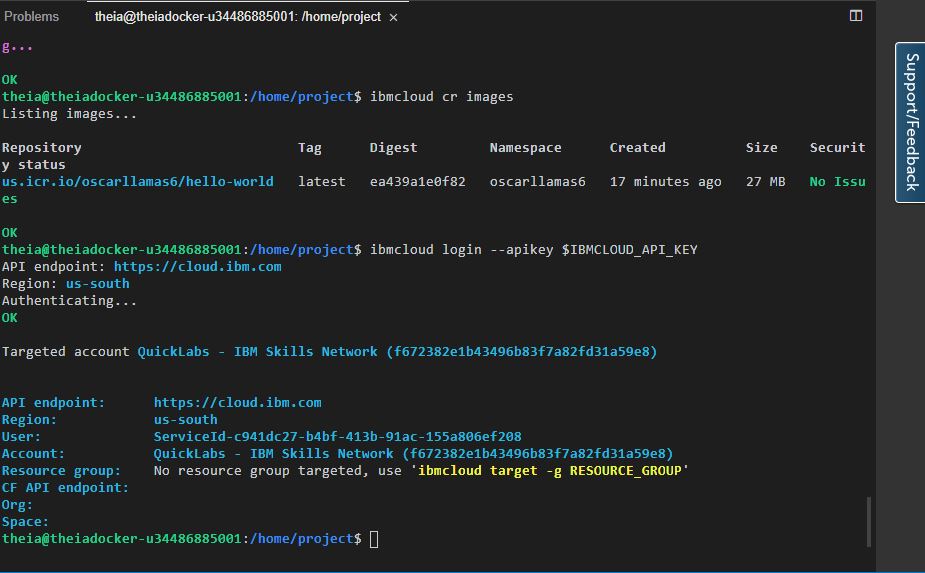 Problems
theia@theiadocker-u34486885001: /home/project ×
g...
OK
theia@theiadocker-u34486885001:/home/project$ ibmcloud cr images
Listing images...
Repository Tag Digest Namespace Created Size Securit
y status
us.icr.io/oscarllamas6/hello-world latest ea439a1e0f82 oscarllamas6 17 minutes ago 27 MB No Issu
es
OK
theia@theiadocker-u34486885001:/home/project$ ibmcloud login --apikey $IBMCLOUD_API_KEY
API endpoint: https://cloud.ibm.com
Region: us-south
Authenticating...
OK
Targeted account QuickLabs - IBM Skills Network (f672382e1b43496b83f7a82fd31a59e8)
API endpoint: https://cloud.ibm.com
Region: us-south
User: ServiceId-c941dc27-b4bf-413b-91ac-155a806ef208
Account: QuickLabs - IBM Skills Network (f672382e1b43496b83f7a82fd31a59e8)
Resource group: No resource group targeted, use 'ibmcloud target -g RESOURCE_GROUP'
CF API endpoint:
Org:
Space:
theia@theiadocker-u34486885001:/home/project$
Support/Feedback